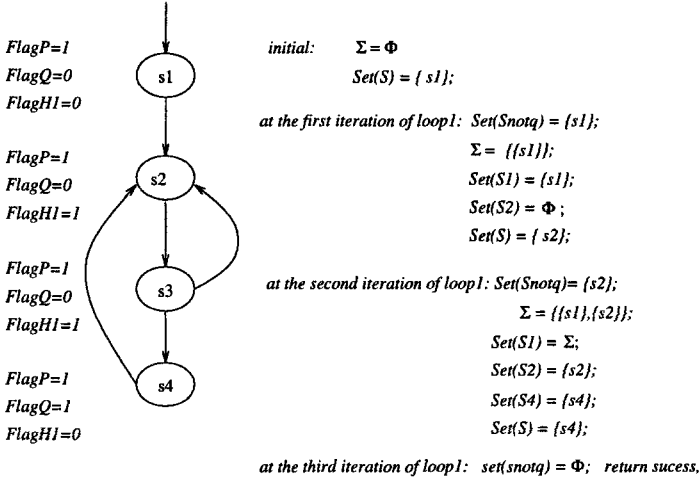 FlagP=1
FlagQ=0
FlagH1=0
s1
initial: Σ = Φ
Set(S) = { s1};
at the first iteration of loop1: Set(Snotq) = {s1};
Σ = {{s1}};
Set(S1) = {s1};
Set(S2) = Φ ;
Set(S) = { s2};
FlagP=1
FlagQ=0
FlagH1=1
s2
FlagP=1
FlagQ=0
FlagH1=1
s3
at the second iteration of loop1: Set(Snotq)= {s2};
Σ = {{s1},{s2}};
Set(S1) = Σ;
Set(S2) = {s2};
Set(S4) = {s4};
Set(S) = {s4};
FlagP=1
FlagQ=1
FlagH1=0
s4
at the third iteration of loop1: set(snotq) = Φ; return sucess,